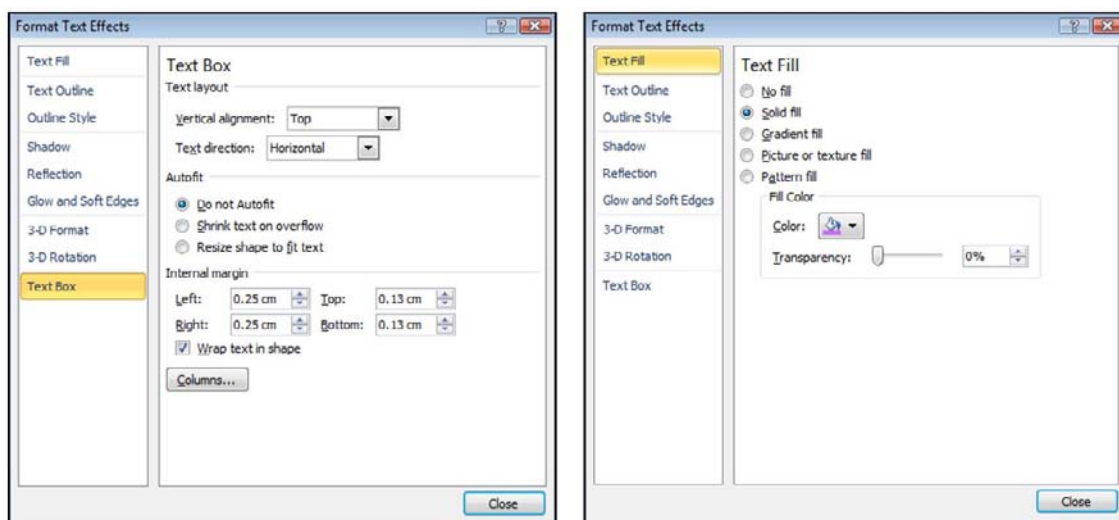 Format Text Effects
Text Fill
Text Outline
Outline Style
Shadow
Reflection
Glow and Soft Edges
3-D Format
3-D Rotation
Text Box
Text Box
Text layout
Vertical alignment: Top
Text direction: Horizontal
Autofit
Do not Autofit
Shrink text on overflow
Resize shape to fit text
Internal margin
Left: 0.25 cm Top: 0.13 cm
Right: 0.25 cm Bottom: 0.13 cm
Wrap text in shape
Columns...
Close
Format Text Effects
Text Fill
Text Outline
Outline Style
Shadow
Reflection
Glow and Soft Edges
3-D Format
3-D Rotation
Text Box
Text Fill
No fill
Solid fill
Gradient fill
Picture or texture fill
Pattern fill
Fill Color
Color:
Transparency: 0%
Close